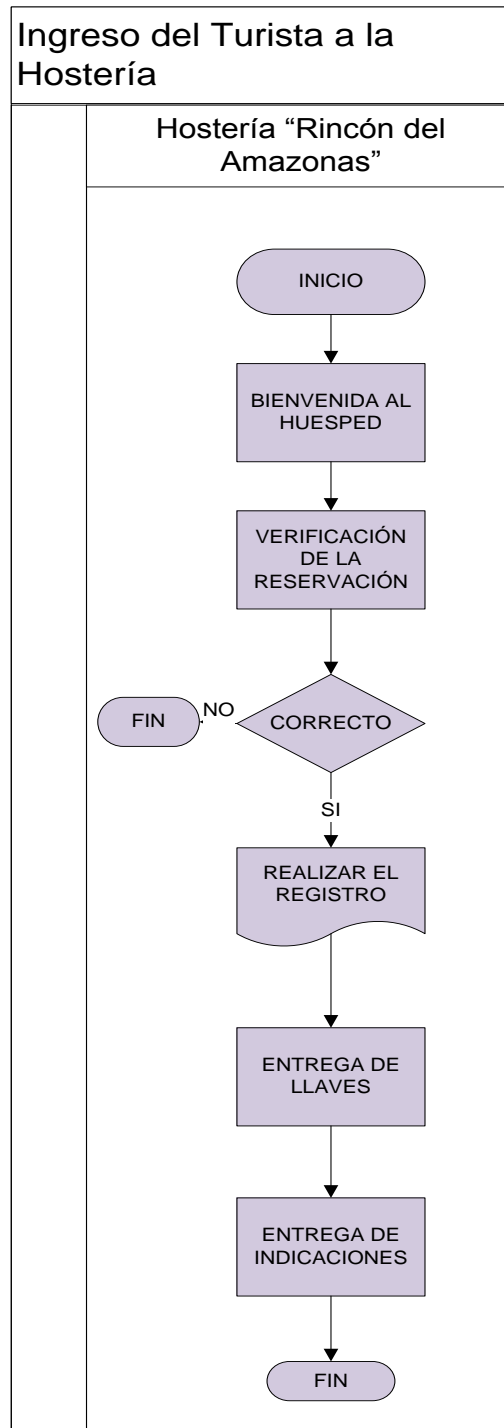 Ingreso del Turista a la
Hostería
Hostería “Rincón del
Amazonas”
INICIO
BIENVENIDA AL
HUESPED
VERIFICACIÓN
DE LA
RESERVACIÓN
CORRECTO
NO
FIN
SI
REALIZAR EL
REGISTRO
ENTREGA DE
LLAVES
ENTREGA DE
INDICACIONES
FIN